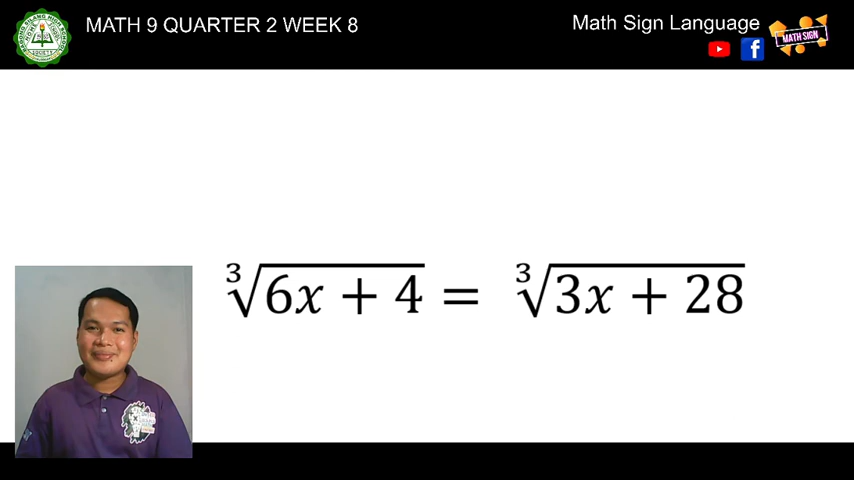 MATH 9 QUARTER 2 WEEK 8
Math Sign Language
MATH SIGN
∛(6x + 4) = ∛(3x + 28)